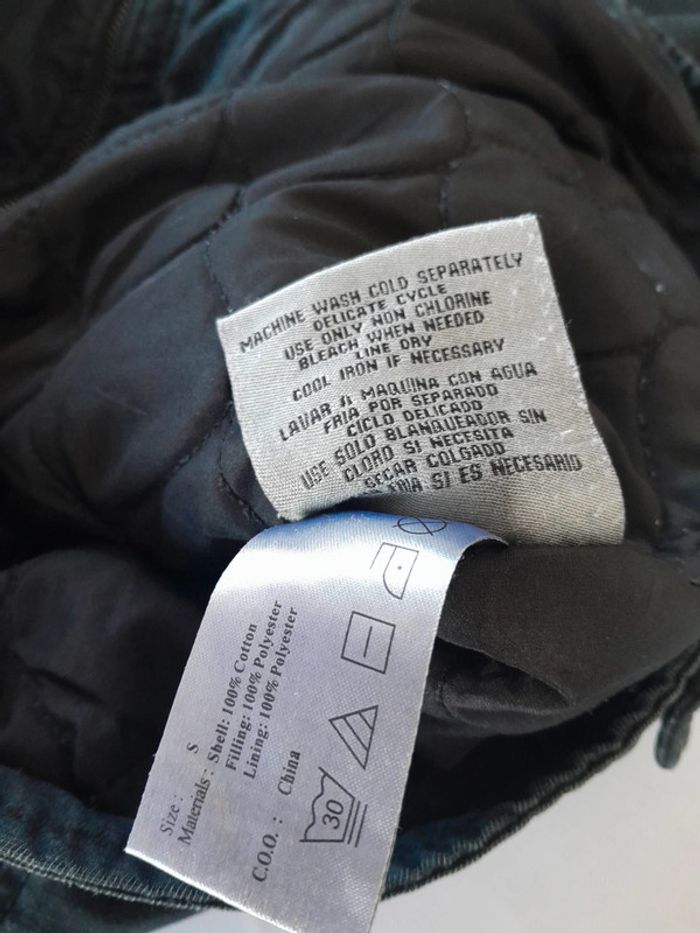 MACHINE WASH COLD SEPARATELY
DELICATE CYCLE
USE ONLY NON CHLORINE
BLEACH WHEN NEEDED
LINE DRY
COOL IRON IF NECESSARY
LAVAR A MAQUINA CON AGUA
FRIA POR SEPARADO
CICLO DELICADO
USE SOLO BLANQUEADOR SIN
CLORO SI NECESITA
SECAR COLGADO
FRIA SI ES NECESARIO
Size : S
Materials : Shell: 100% Cotton
Filling: 100% Polyester
Lining: 100% Polyester
C.O.O. : China
30